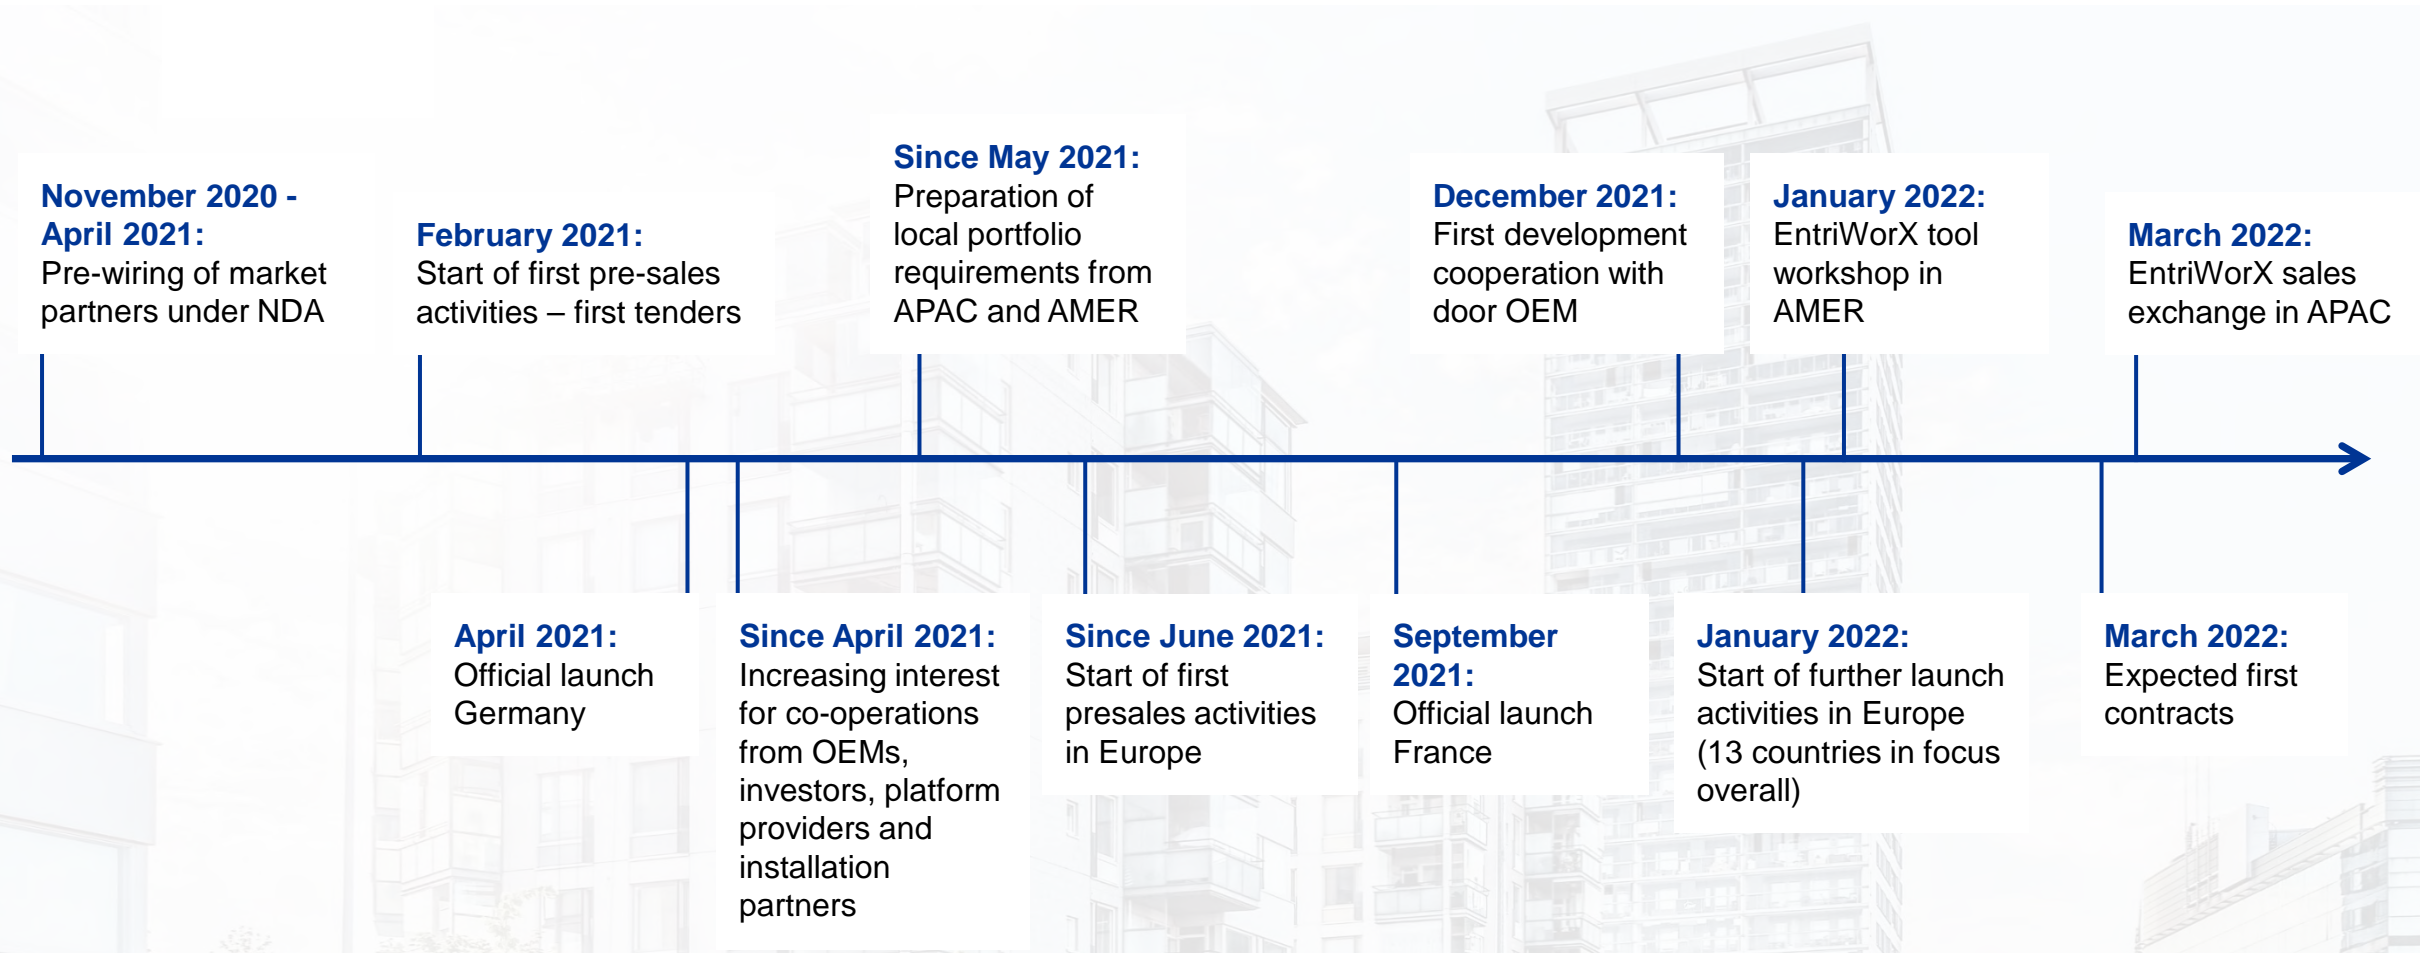 November 2020 -
April 2021:
Pre-wiring of market
partners under NDA
February 2021:
Start of first pre-sales
activities – first tenders
Since May 2021:
Preparation of
local portfolio
requirements from
APAC and AMER
December 2021:
First development
cooperation with
door OEM
January 2022:
EntriWorX tool
workshop in
AMER
March 2022:
EntriWorX sales
exchange in APAC
April 2021:
Official launch
Germany
Since April 2021:
Increasing interest
for co-operations
from OEMs,
investors, platform
providers and
installation
partners
Since June 2021:
Start of first
presales activities
in Europe
September
2021:
Official launch
France
January 2022:
Start of further launch
activities in Europe
(13 countries in focus
overall)
March 2022:
Expected first
contracts